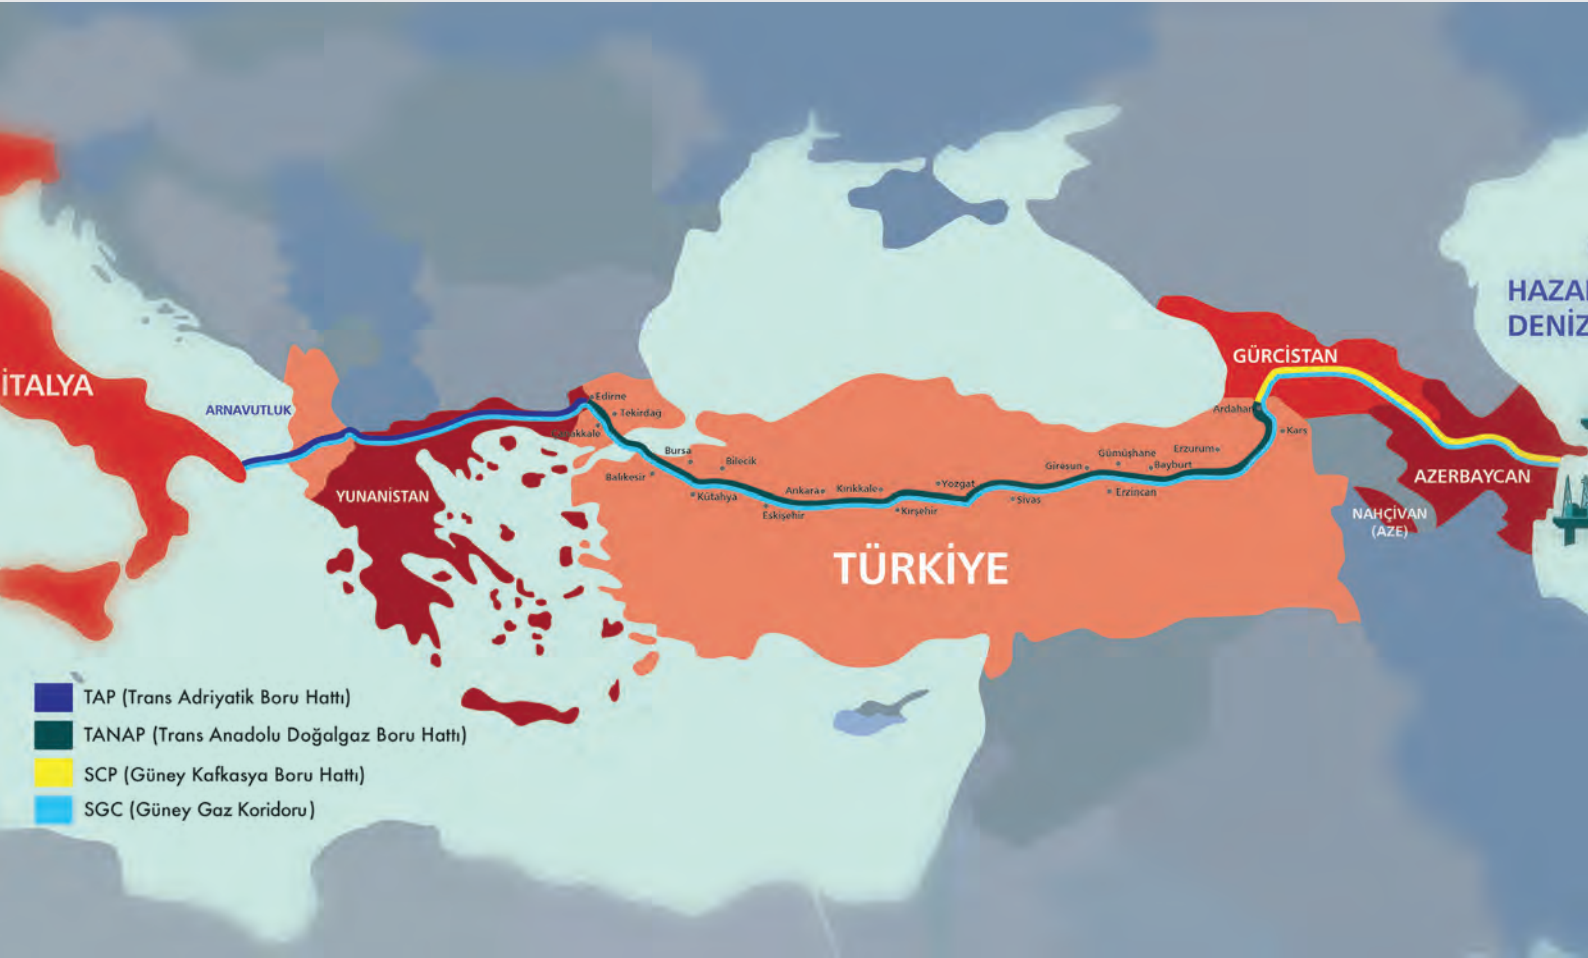 HAZA
DENİZ
GÜRCİSTAN
İTALYA
ARNAVUTLUK
Edirne
Tekirdağ
Ardahan
Kars
Bursa
Bilecik
Balıkesir
Kütahya
Eskişehir
Ankara
Kırıkkale
Kırşehir
Yozgat
Sivas
Giresun
Gümüşhane
Bayburt
Erzincan
Erzurum
AZERBAYCAN
YUNANİSTAN
NAHÇİVAN
(AZE)
TÜRKİYE
TAP (Trans Adriyatik Boru Hattı)
TANAP (Trans Anadolu Doğalgaz Boru Hattı)
SCP (Güney Kafkasya Boru Hattı)
SGC (Güney Gaz Koridoru)